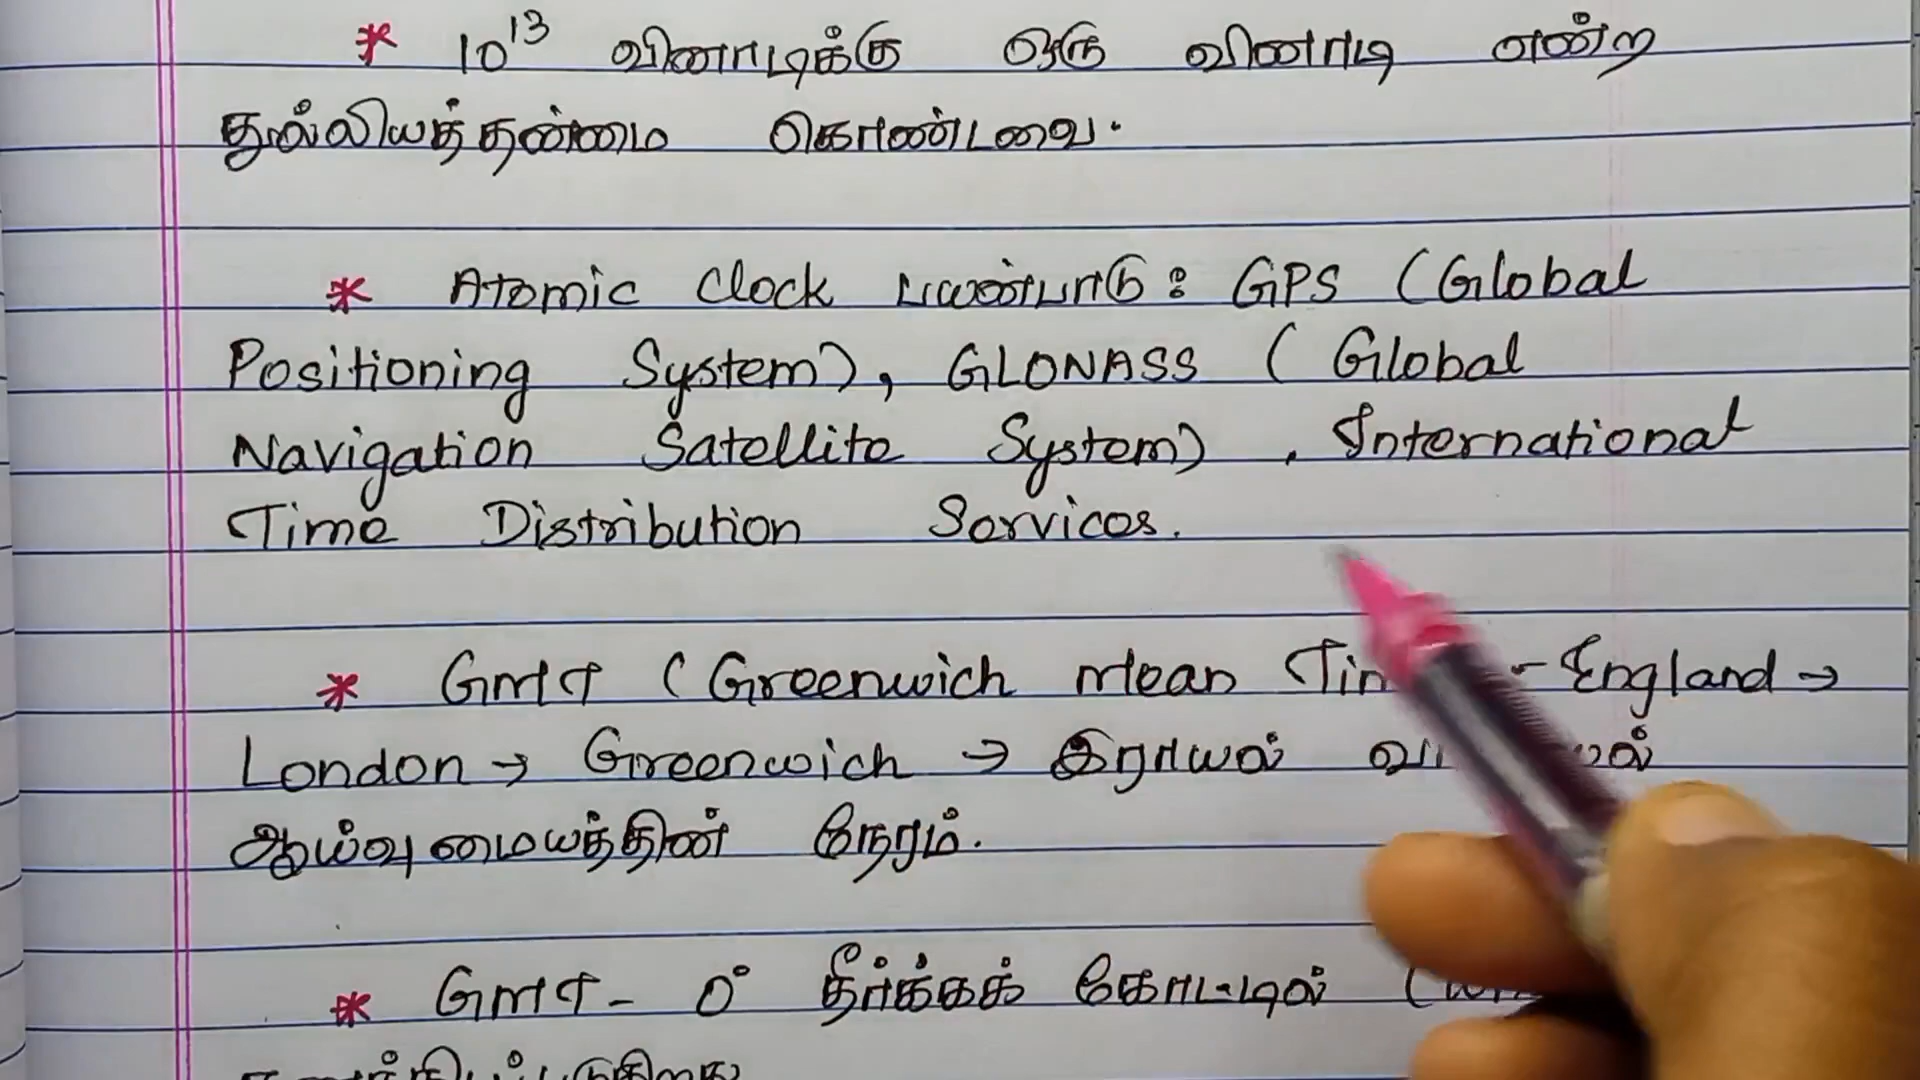 * 10¹³ வினாடிக்கு ஒரு வினாடி என்ற
துல்லியத்தன்மை கொண்டவை.
* Atomic Clock பயன்பாடு : GPS (Global
Positioning System), GLONASS ( Global
Navigation Satellite System) , International
Time Distribution Services.
* GMT (Greenwich Mean - England →
London → Greenwich → இராயல்
ஆய்வுமையத்தின் நேரம்.
* GMT - 0° தீர்க்கக் கோட்டில் (